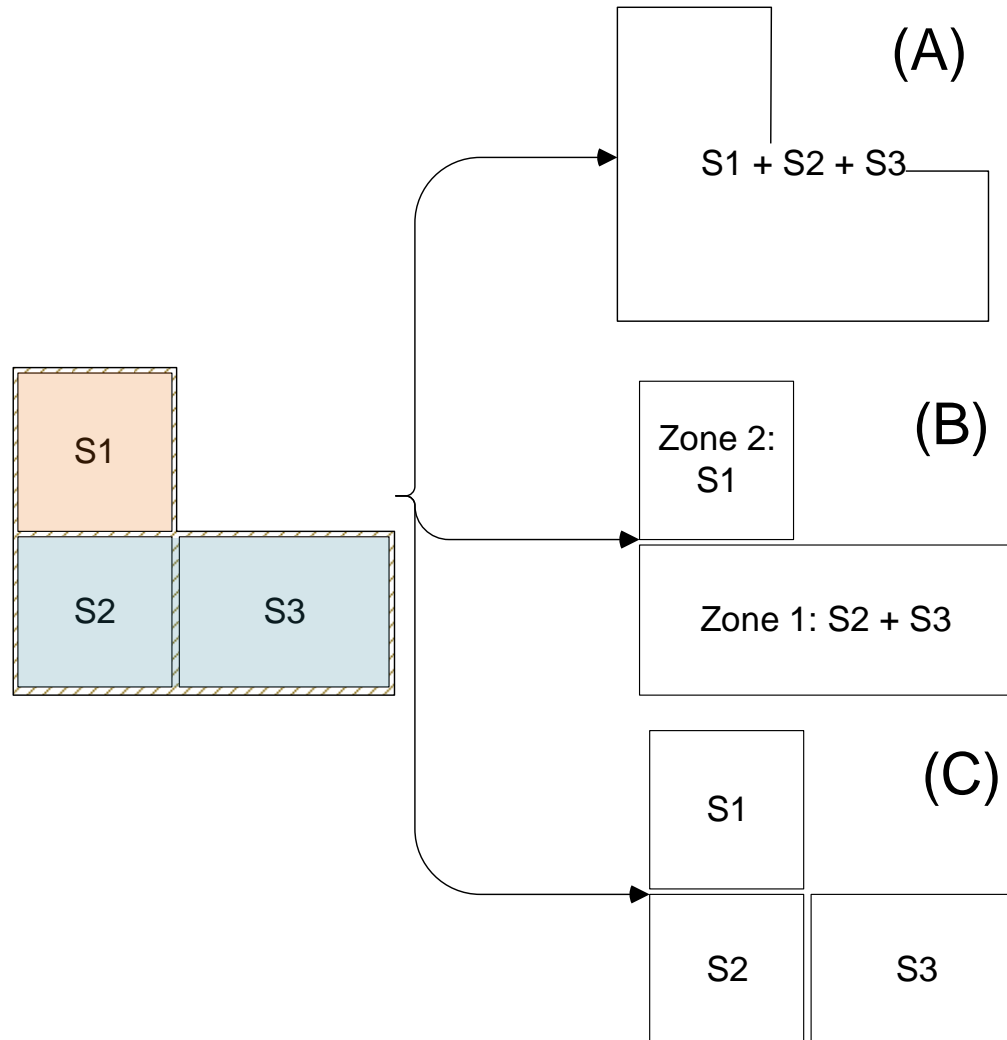 (A)
S1 + S2 + S3
S1
S2
S3
(B)
Zone 2:
S1
Zone 1: S2 + S3
(C)
S1
S2
S3